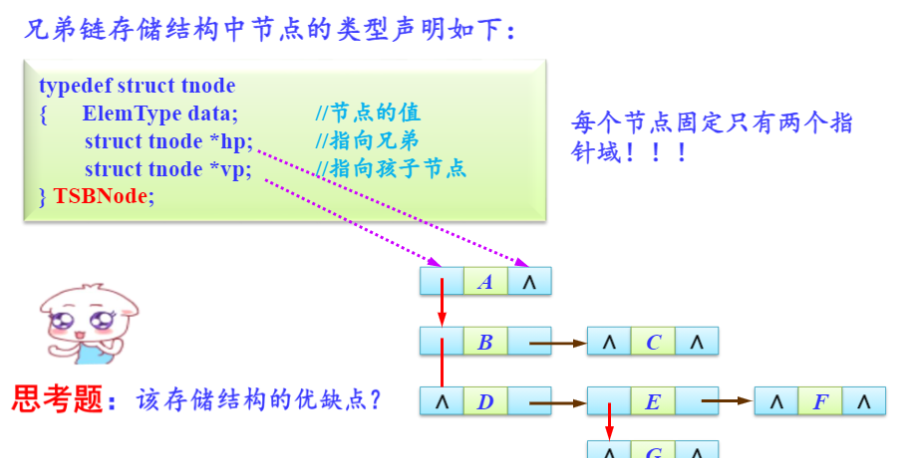 兄弟链存储结构中节点的类型声明如下：
typedef struct tnode
{ ElemType data; //节点的值
struct tnode *hp; //指向兄弟
struct tnode *vp; //指向孩子节点
} TSBNode;
每个节点固定只有两个指
针域！！！
A ∧
B ∧ C ∧
∧ D E ∧ F ∧
∧ G ∧
思考题：该存储结构的优缺点？